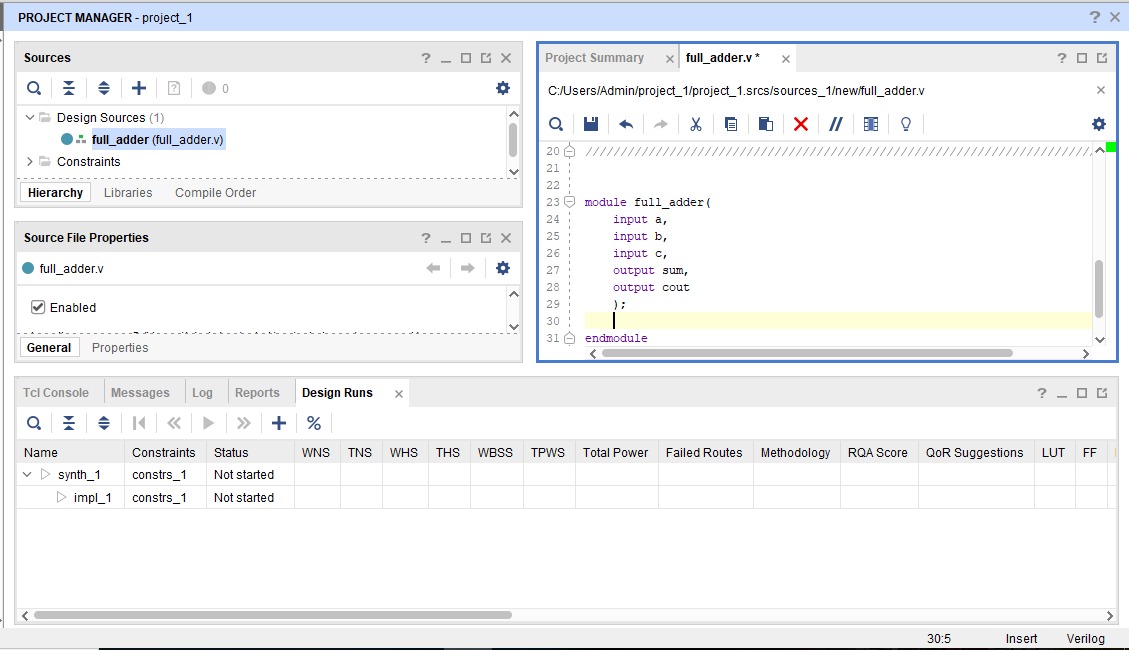 PROJECT MANAGER - project_1
Sources
0
Design Sources (1)
full_adder (full_adder.v)
Constraints
Hierarchy Libraries Compile Order
Source File Properties
full_adder.v
Enabled
General Properties
Project Summary full_adder.v *
C:/Users/Admin/project_1/project_1.srcs/sources_1/new/full_adder.v
20 ////////////////////////////////////////////////////////////////////////
21
22
23 module full_adder(
24 input a,
25 input b,
26 input c,
27 output sum,
28 output cout
29 );
30
31 endmodule
Tcl Console Messages Log Reports Design Runs
Name Constraints Status WNS TNS WHS THS WBSS TPWS Total Power Failed Routes Methodology RQA Score QoR Suggestions LUT FF
synth_1 constrs_1 Not started
impl_1 constrs_1 Not started
30:5 Insert Verilog